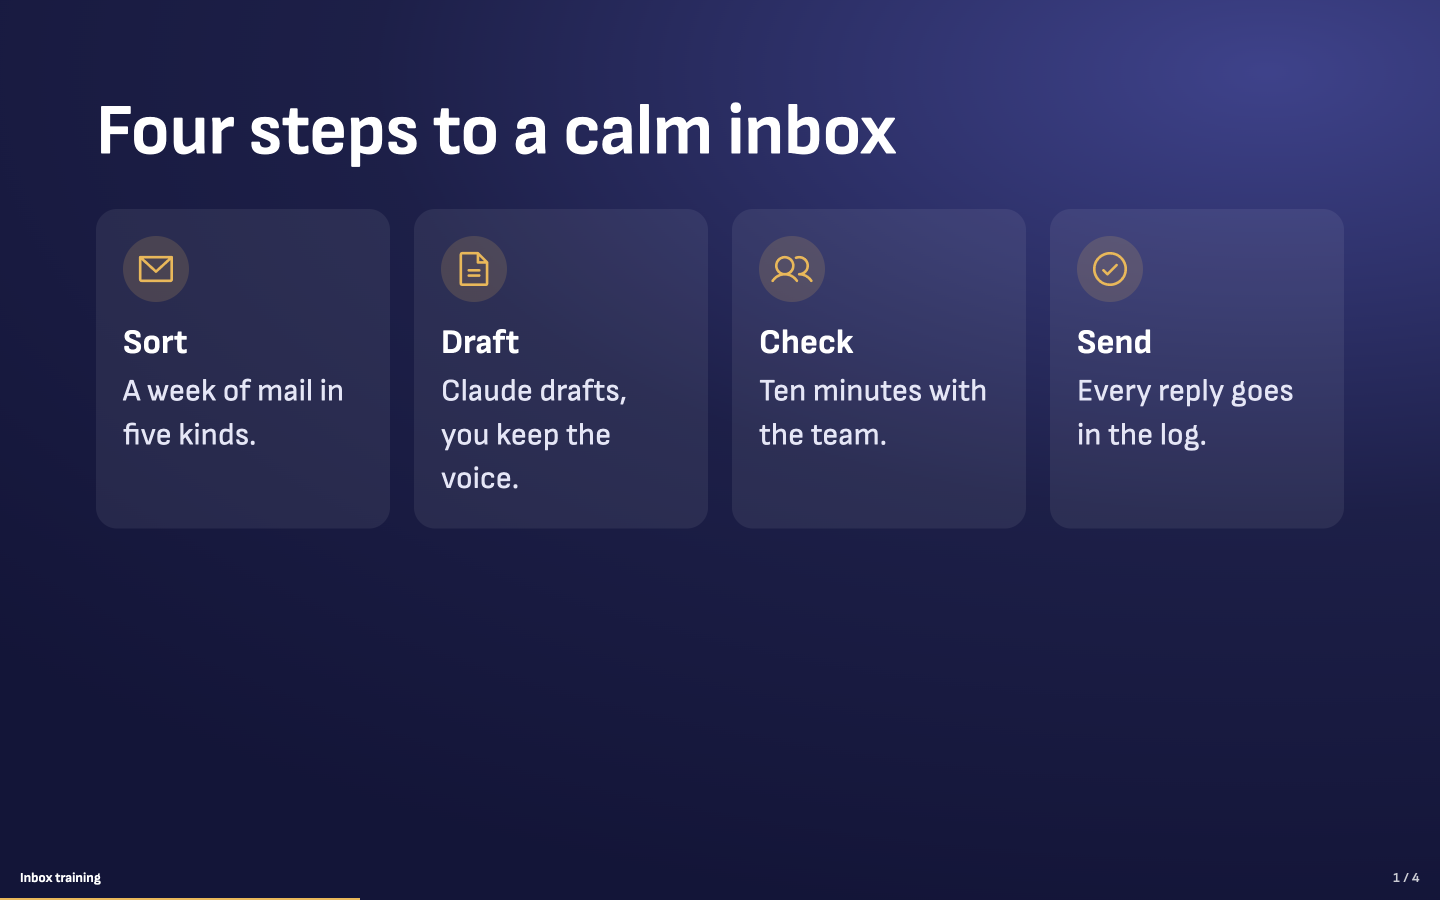 Four steps to a calm inbox
Sort
A week of mail in
five kinds.
Draft
Claude drafts,
you keep the
voice.
Check
Ten minutes with
the team.
Send
Every reply goes
in the log.
Inbox training
1 / 4